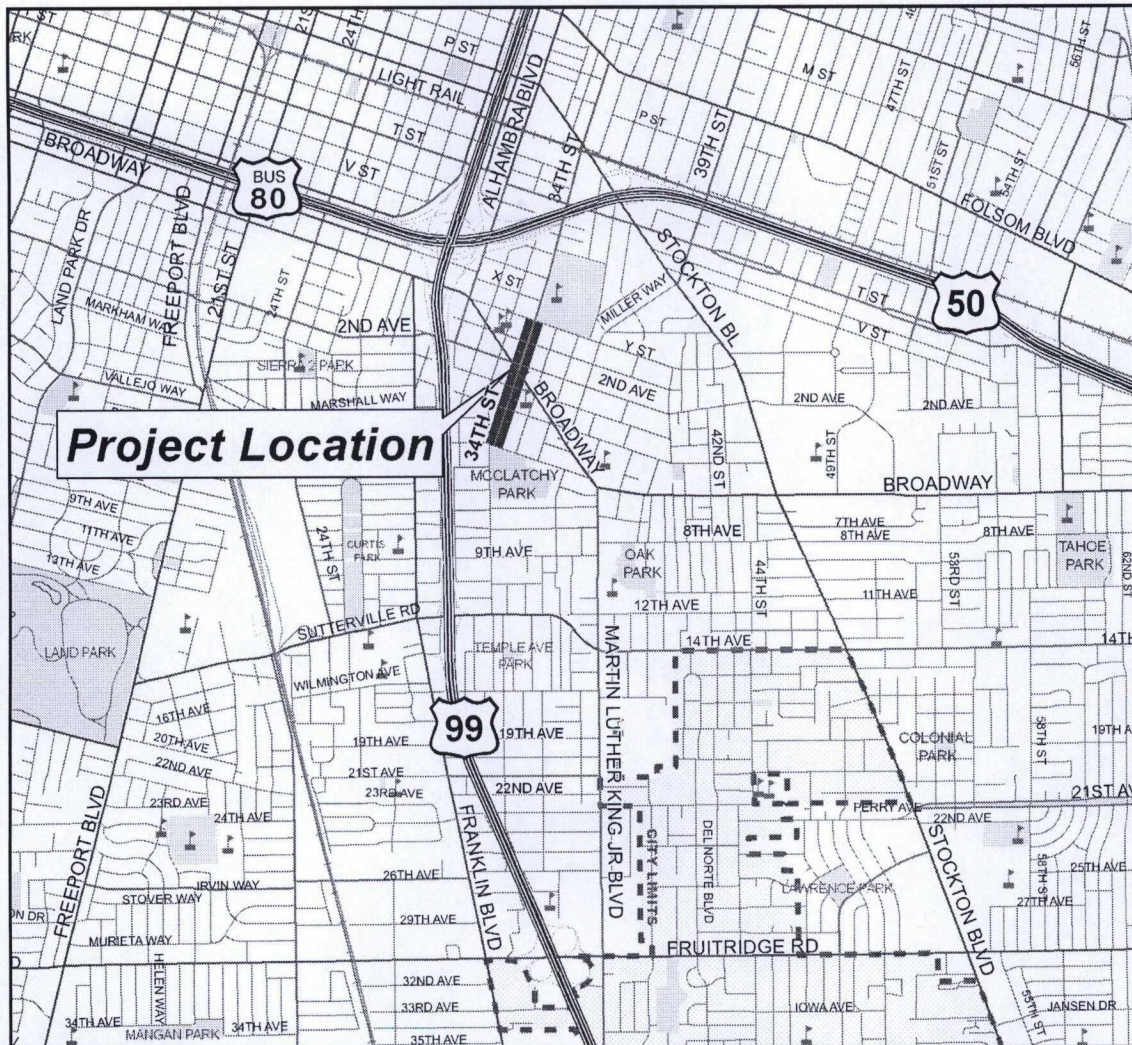 P ST
LIGHT RAIL
T ST
V ST
BROADWAY
BUS
80
ALHAMBRA BLVD
34TH ST
P ST
39TH ST
M ST
47TH ST
56TH ST
51ST ST
54TH ST
FOLSOM BLVD
24TH ST
LAND PARK DR
FREEPORT BLVD
21ST ST
24TH ST
MARKHAM WAY
2ND AVE
SIERRA 2 PARK
VALLEJO WAY
MARSHALL WAY
X ST
STOCKTON BL
MILLER WAY
Y ST
2ND AVE
T ST
V ST
50
2ND AVE
2ND AVE
BROADWAY
34TH ST
Project Location
42ND ST
49TH ST
MCCLATCHY
PARK
BROADWAY
9TH AVE
11TH AVE
13TH AVE
24TH ST
CURTIS
PARK
9TH AVE
OAK
PARK
8TH AVE
7TH AVE
8TH AVE
8TH AVE
TAHOE
PARK
62ND ST
53RD ST
44TH ST
11TH AVE
12TH AVE
14TH AVE
14TH
SUTTERVILLE RD
LAND PARK
WILMINGTON AVE
TEMPLE AVE
PARK
MARTIN LUTHER KING JR BLVD
16TH AVE
20TH AVE
22ND AVE
99
19TH AVE
19TH AVE
COLONIAL
PARK
58TH ST
19TH A
21ST AVE
23RD AVE
22ND AVE
21ST AV
PERRY AVE
22ND AVE
23RD AVE
24TH AVE
FREEPORT BLVD
FRANKLIN BLVD
CITY LIMITS
DEL NORTE BLVD
STOCKTON BLVD
58TH ST
25TH AVE
LAWRENCE PARK
27TH AVE
IRVIN WAY
STOVER WAY
26TH AVE
29TH AVE
ON DR
MURIETA WAY
FRUITRIDGE RD
HELEN WAY
32ND AVE
33RD AVE
IOWA AVE
55TH ST
JANSEN DR
34TH AVE
MANGAN PARK
34TH AVE
35TH AVE